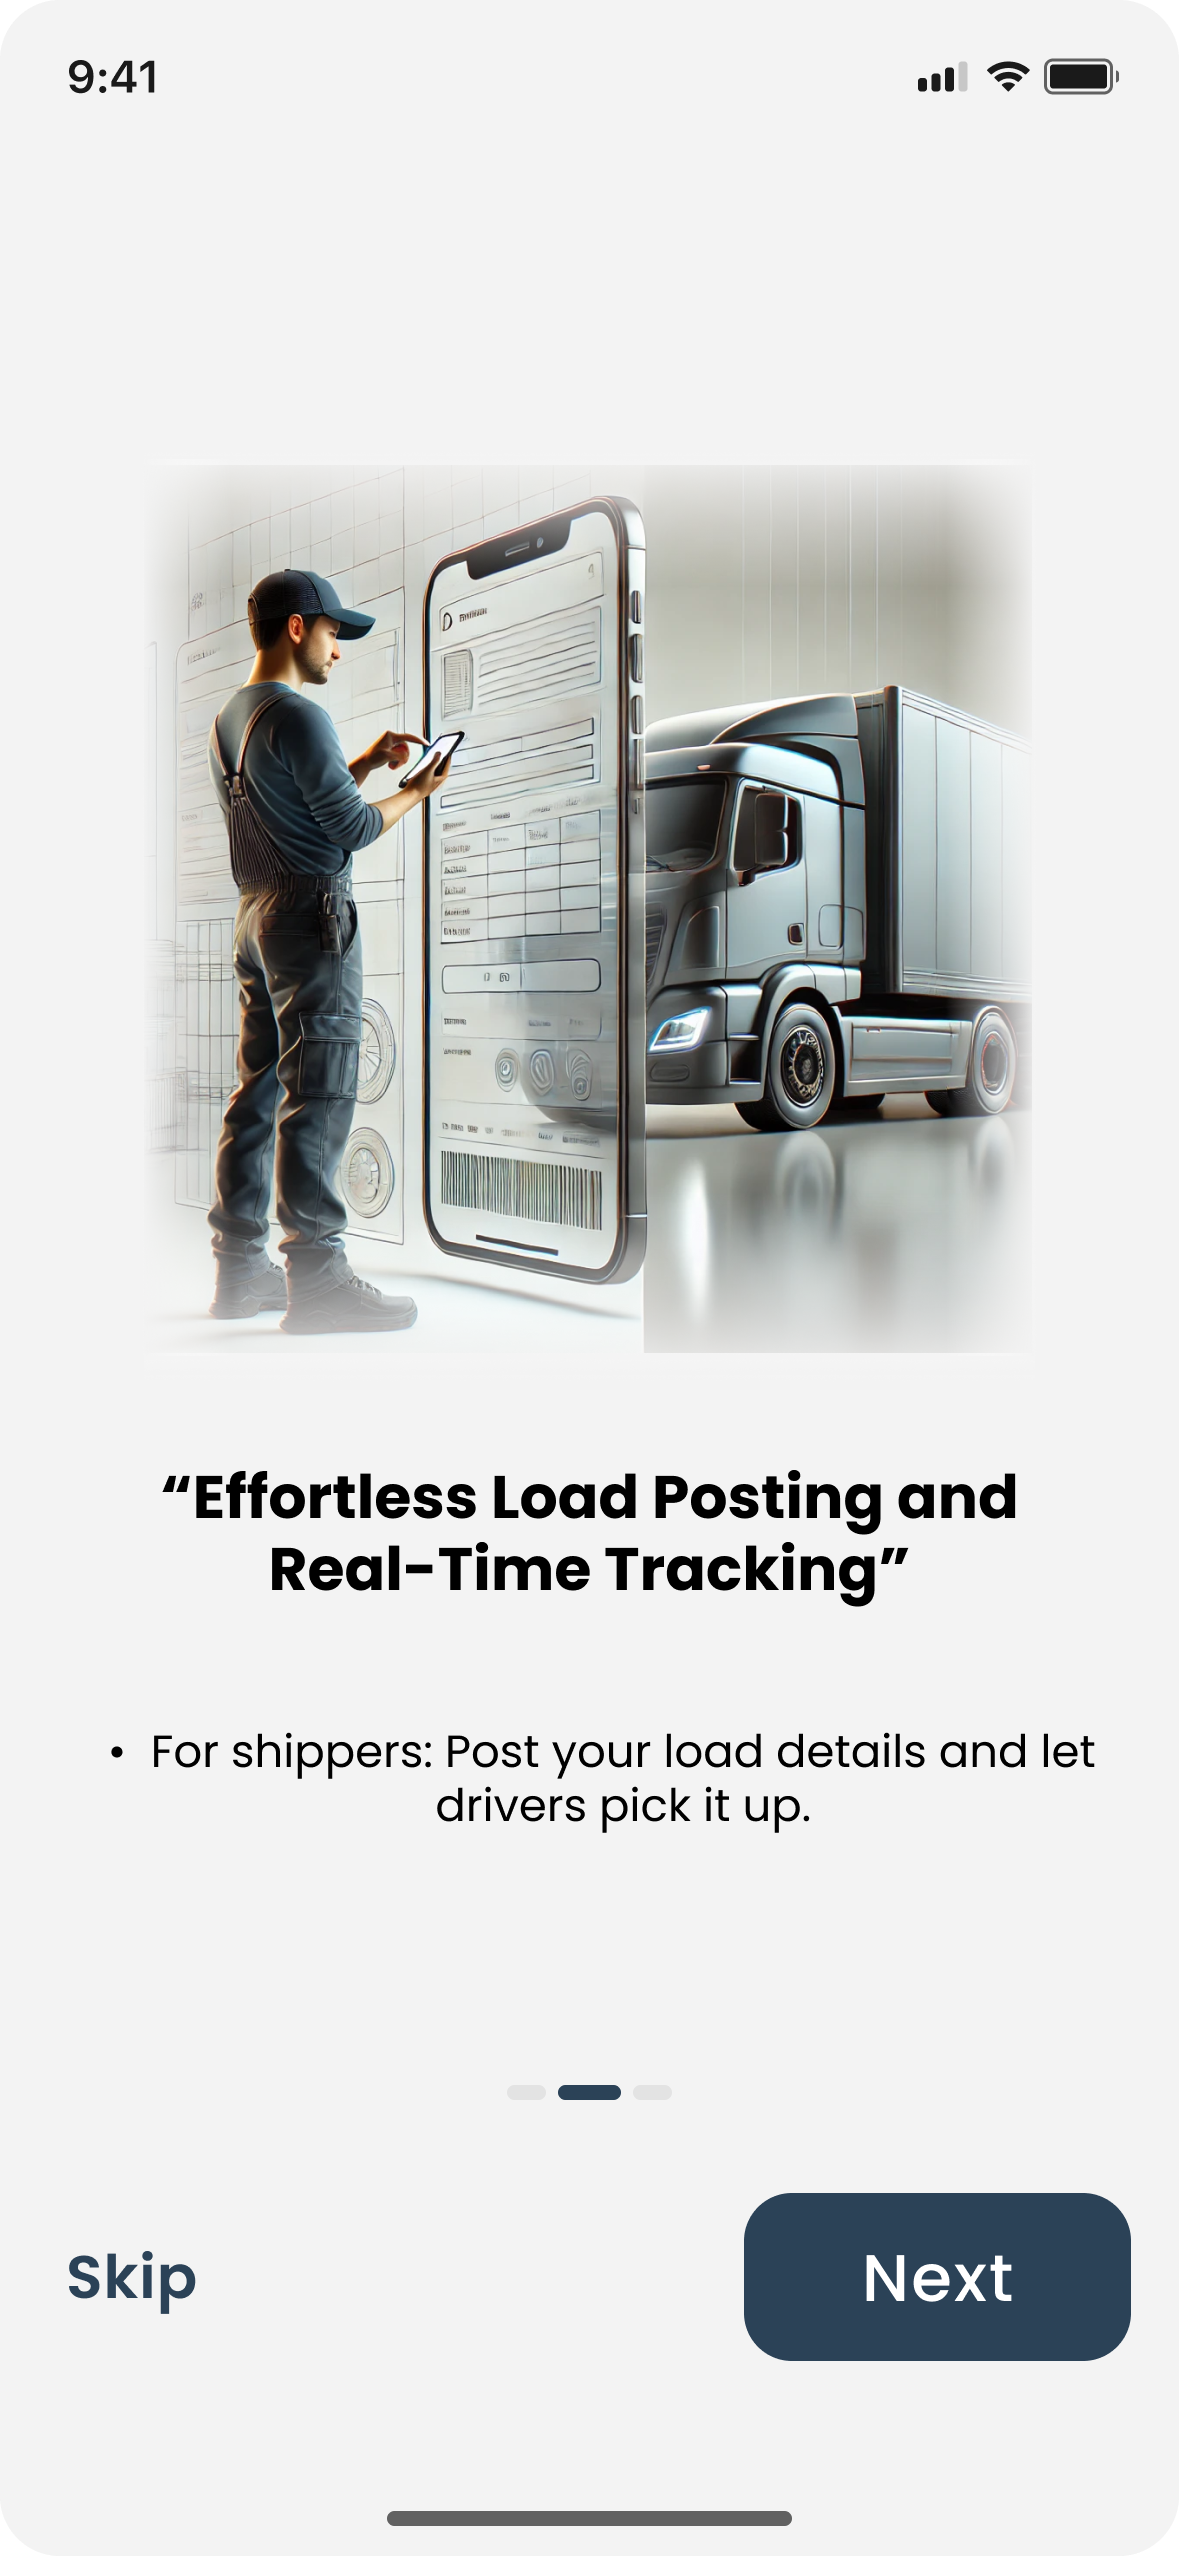 9:41
“Effortless Load Posting and
Real-Time Tracking”
• For shippers: Post your load details and let
drivers pick it up.
Skip
Next